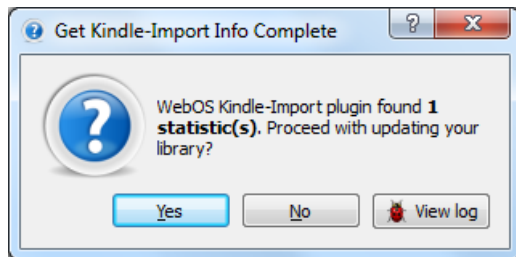 Get Kindle-Import Info Complete
WebOS Kindle-Import plugin found 1
statistic(s). Proceed with updating your
library?
Yes
No
View log